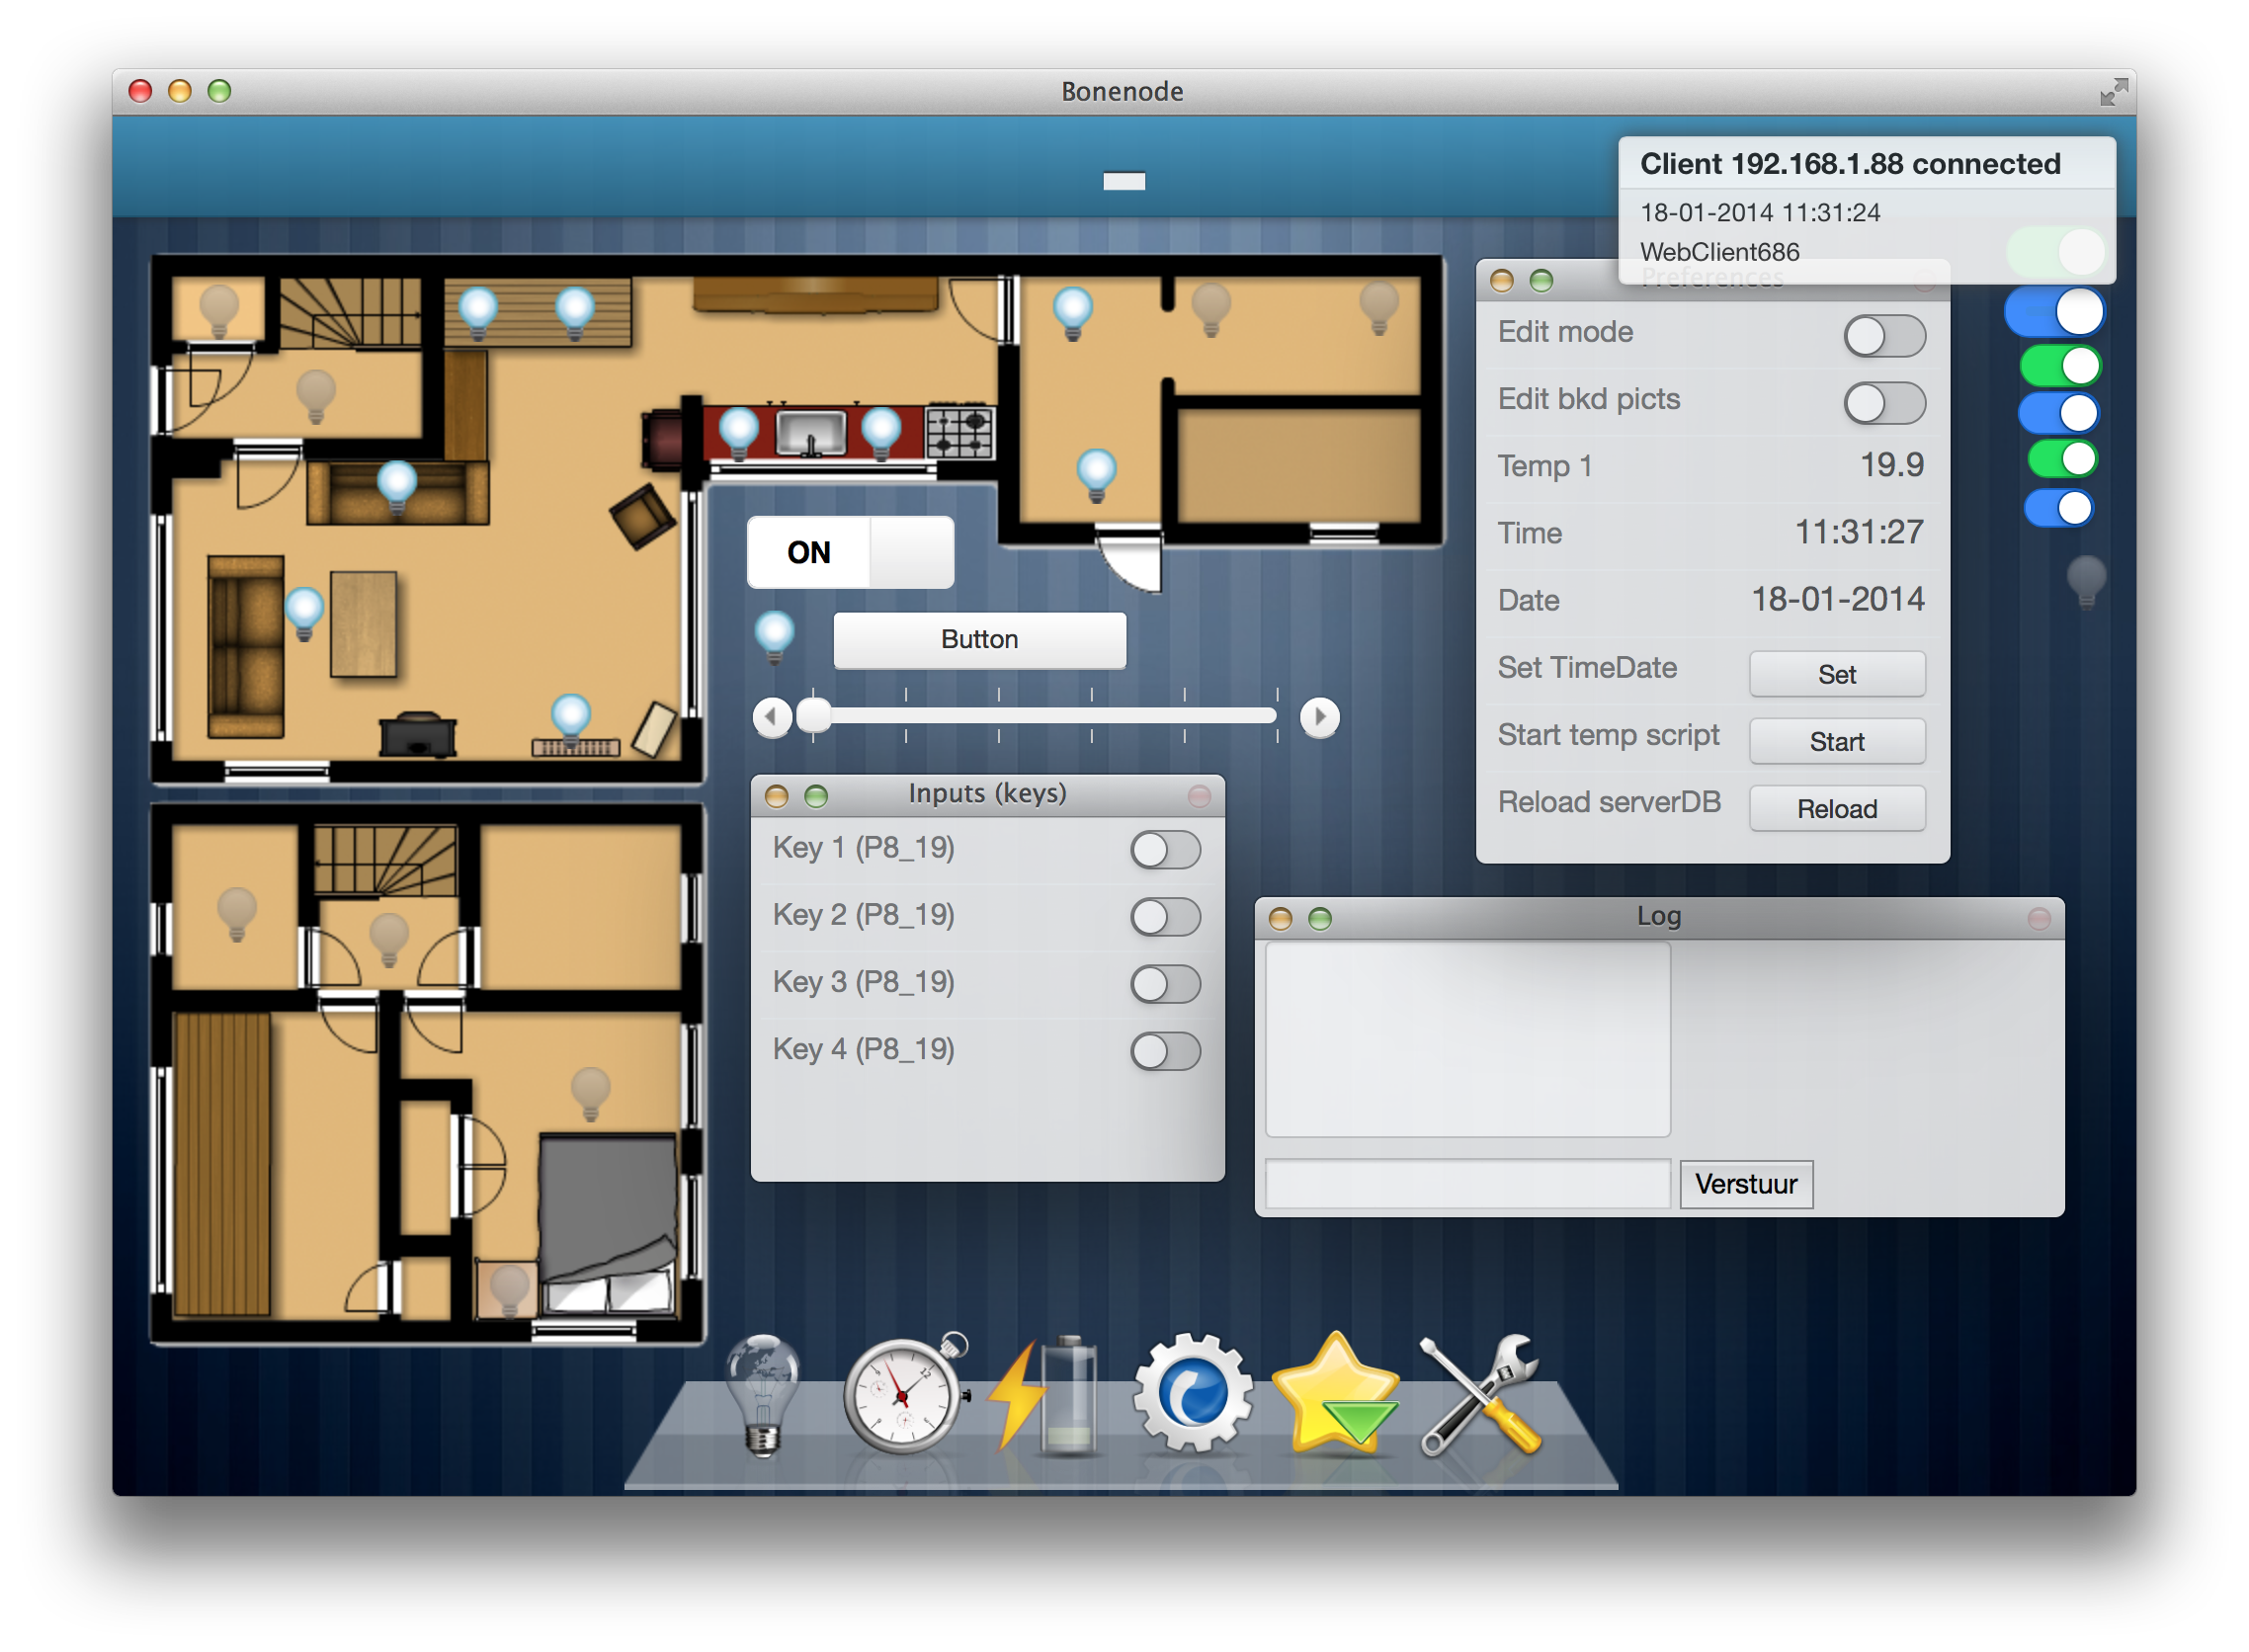 Bonenode
Client 192.168.1.88 connected
18-01-2014 11:31:24
WebClient686
Preferences
Edit mode
Edit bkd picts
Temp 1 19.9
Time 11:31:27
Date 18-01-2014
Set TimeDate Set
Start temp script Start
Reload serverDB Reload
ON
Button
Inputs (keys)
Key 1 (P8_19)
Key 2 (P8_19)
Key 3 (P8_19)
Key 4 (P8_19)
Log
Verstuur
12